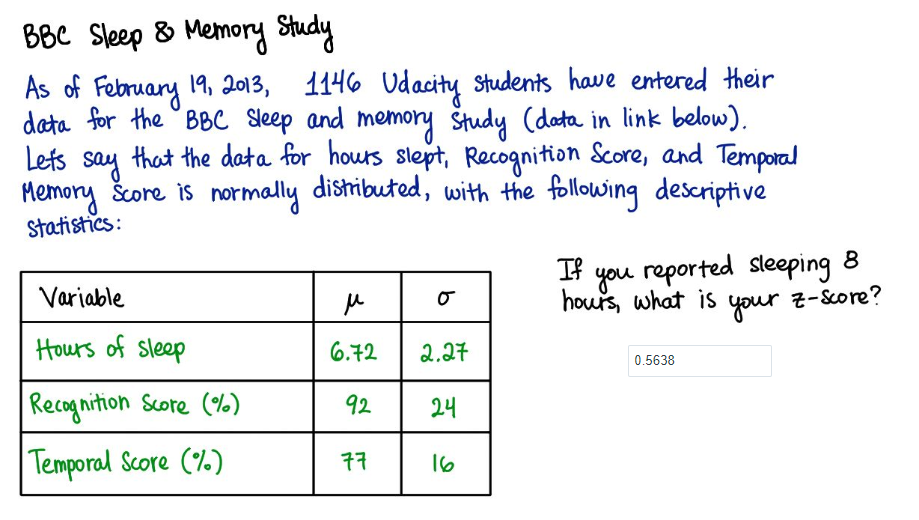 BBC Sleep & Memory Study
As of February 19, 2013, 1146 Udacity students have entered their
data for the BBC Sleep and memory Study (data in link below).
Let's say that the data for hours slept, Recognition Score, and Temporal
Memory Score is normally distributed, with the following descriptive
statistics:
If you reported sleeping 8
hours, what is your z-score?
0.5638
Variable μ σ
Hours of sleep 6.72 2.27
Recognition Score (%) 92 24
Temporal Score (%) 77 16